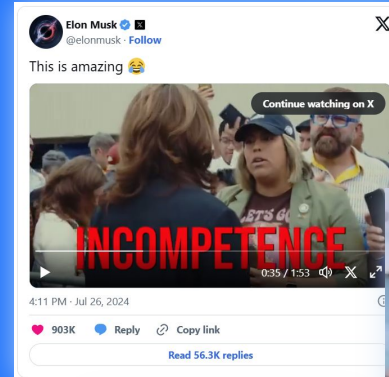 Elon Musk
@elonmusk · Follow
This is amazing 😂
Continue watching on X
LET'S GO
INCOMPETENCE
0:35 / 1:53
4:11 PM · Jul 26, 2024
903K Reply Copy link
Read 56.3K replies